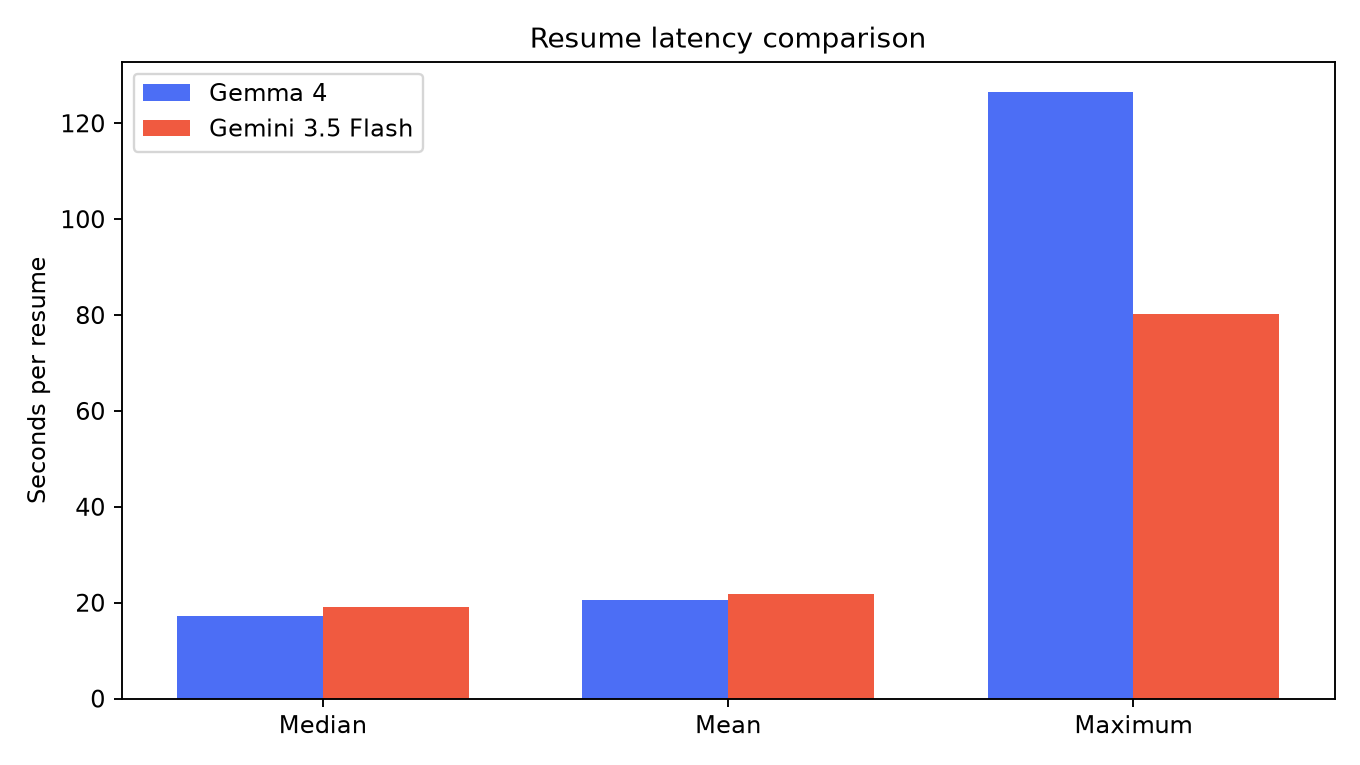 Resume latency comparison
Gemma 4
Gemini 3.5 Flash
Seconds per resume
120
100
80
60
40
20
0
Median
Mean
Maximum